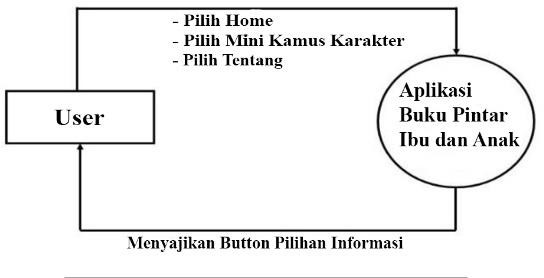 - Pilih Home
- Pilih Mini Kamus Karakter
- Pilih Tentang
User
Aplikasi
Buku Pintar
Ibu dan Anak
Menyajikan Button Pilihan Informasi